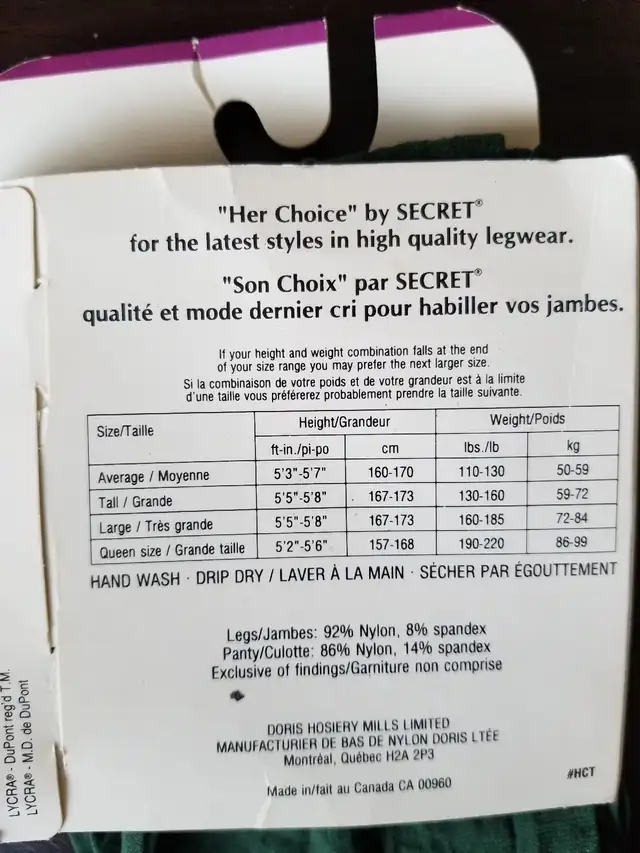 "Her Choice" by SECRET®
for the latest styles in high quality legwear.
"Son Choix" par SECRET®
qualité et mode dernier cri pour habiller vos jambes.
If your height and weight combination falls at the end
of your size range you may prefer the next larger size.
Si la combinaison de votre poids et de votre grandeur est à la limite
d'une taille vous préférerez probablement prendre la taille suivante.
Size/Taille Height/Grandeur Weight/Poids
ft-in./pi-po cm lbs./lb kg
Average / Moyenne 5'3"-5'7" 160-170 110-130 50-59
Tall / Grande 5'5"-5'8" 167-173 130-160 59-72
Large / Très grande 5'5"-5'8" 167-173 160-185 72-84
Queen size / Grande taille 5'2"-5'6" 157-168 190-220 86-99
HAND WASH · DRIP DRY / LAVER À LA MAIN · SÉCHER PAR ÉGOUTTEMENT
Legs/Jambes: 92% Nylon, 8% spandex
Panty/Culotte: 86% Nylon, 14% spandex
Exclusive of findings/Garniture non comprise
DORIS HOSIERY MILLS LIMITED
MANUFACTURIER DE BAS DE NYLON DORIS LTÉE
Montréal, Québec H2A 2P3
Made in/fait au Canada CA 00960
#HCT
LYCRA® - DuPont reg'd T.M.
LYCRA® - M.D. de DuPont